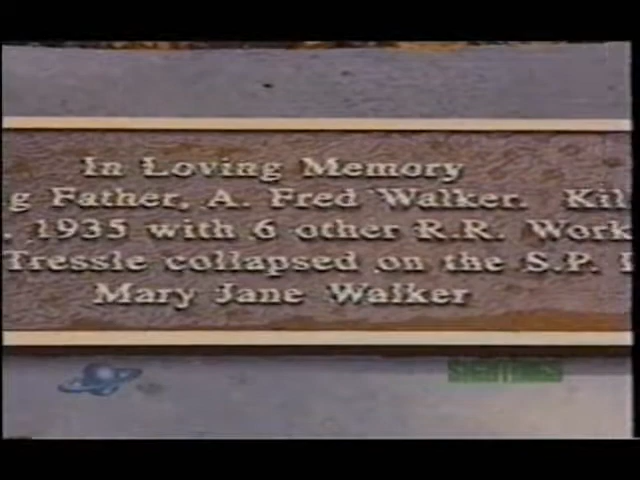 In Loving Memory
g Father, A. Fred Walker. Kil
. 1935 with 6 other R.R. Work
Tressle collapsed on the S.P.
Mary Jane Walker
SIGHTINGS